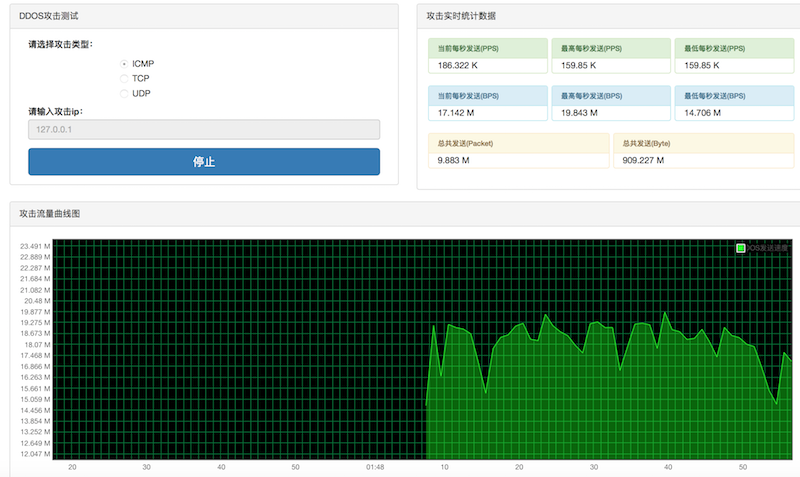 DDOS攻击测试
请选择攻击类型：
ICMP
TCP
UDP
请输入攻击ip：
127.0.0.1
停止
攻击实时统计数据
当前每秒发送(PPS) 最高每秒发送(PPS) 最低每秒发送(PPS)
186.322 K 159.85 K 159.85 K
当前每秒发送(BPS) 最高每秒发送(BPS) 最低每秒发送(BPS)
17.142 M 19.843 M 14.706 M
总共发送(Packet) 总共发送(Byte)
9.883 M 909.227 M
攻击流量曲线图
DDOS发送速度
23.491 M
22.889 M
22.287 M
21.684 M
21.082 M
20.48 M
19.877 M
19.275 M
18.673 M
18.07 M
17.468 M
16.866 M
16.263 M
15.661 M
15.059 M
14.456 M
13.854 M
13.252 M
12.649 M
12.047 M
20 30 40 50 01:48 10 20 30 40 50